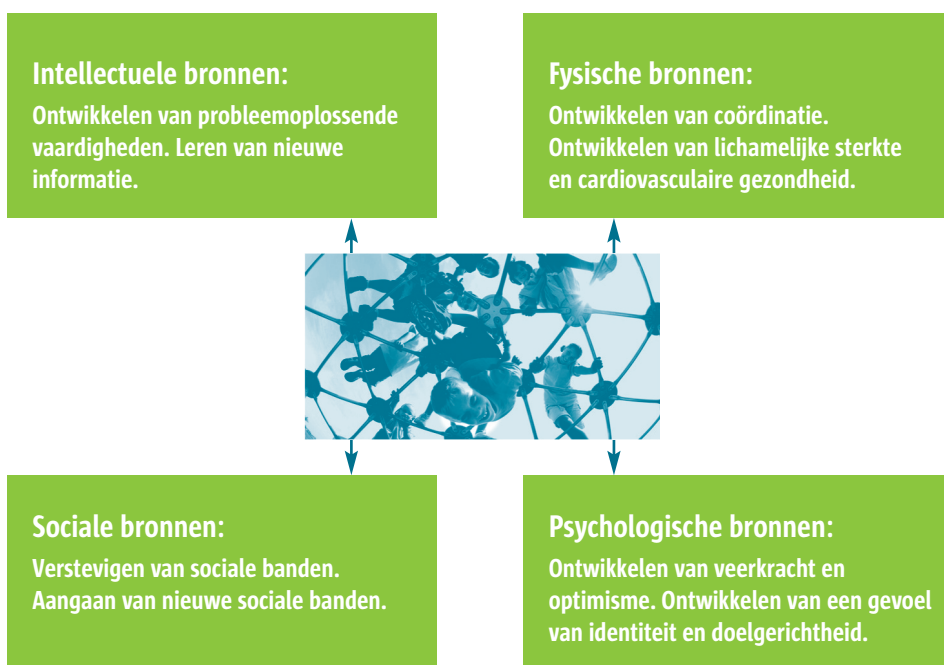 Intellectuele bronnen:
Ontwikkelen van probleemoplossende
vaardigheden. Leren van nieuwe
informatie.
Fysische bronnen:
Ontwikkelen van coördinatie.
Ontwikkelen van lichamelijke sterkte
en cardiovasculaire gezondheid.
Sociale bronnen:
Verstevigen van sociale banden.
Aangaan van nieuwe sociale banden.
Psychologische bronnen:
Ontwikkelen van veerkracht en
optimisme. Ontwikkelen van een gevoel
van identiteit en doelgerichtheid.